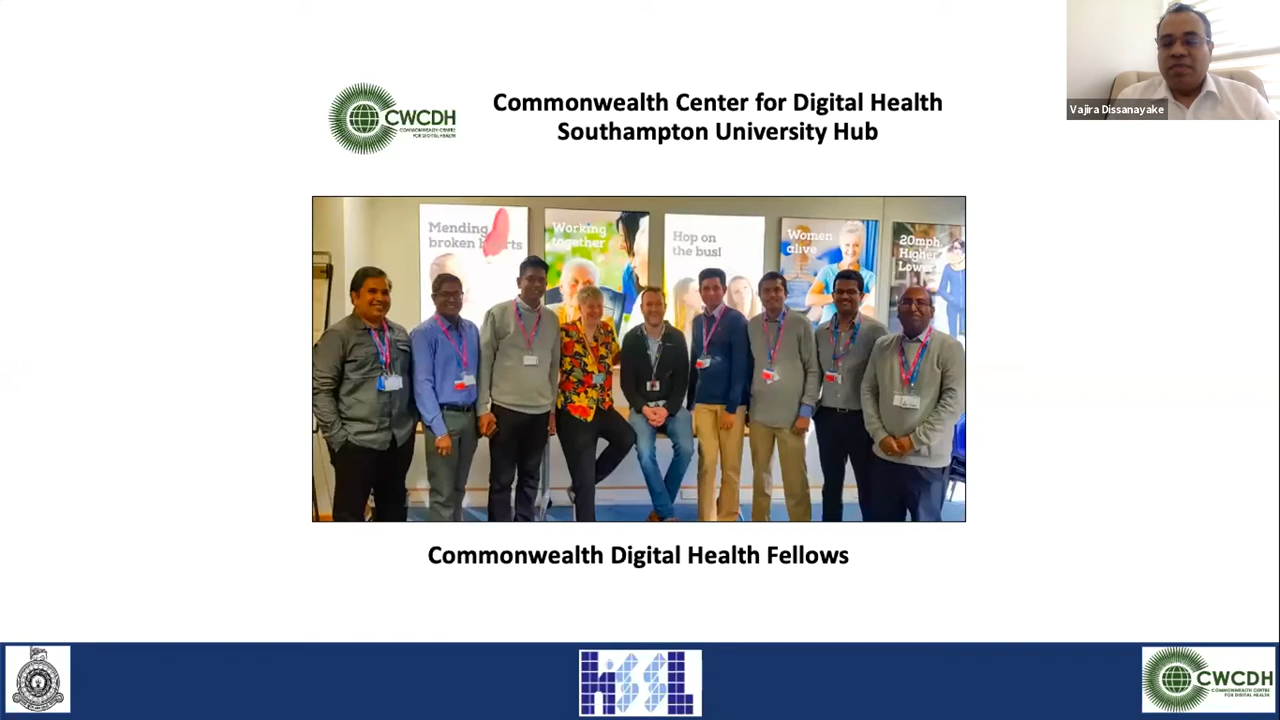 Vajira Dissanayake
CWCDH
COMMONWEALTH CENTRE
FOR DIGITAL HEALTH
Commonwealth Center for Digital Health
Southampton University Hub
Mending
broken
Working
together
Hop on
the bus!
Women
alive
20mph
Higher
Lower
Commonwealth Digital Health Fellows
HISSL
CWCDH
COMMONWEALTH CENTRE
FOR DIGITAL HEALTH